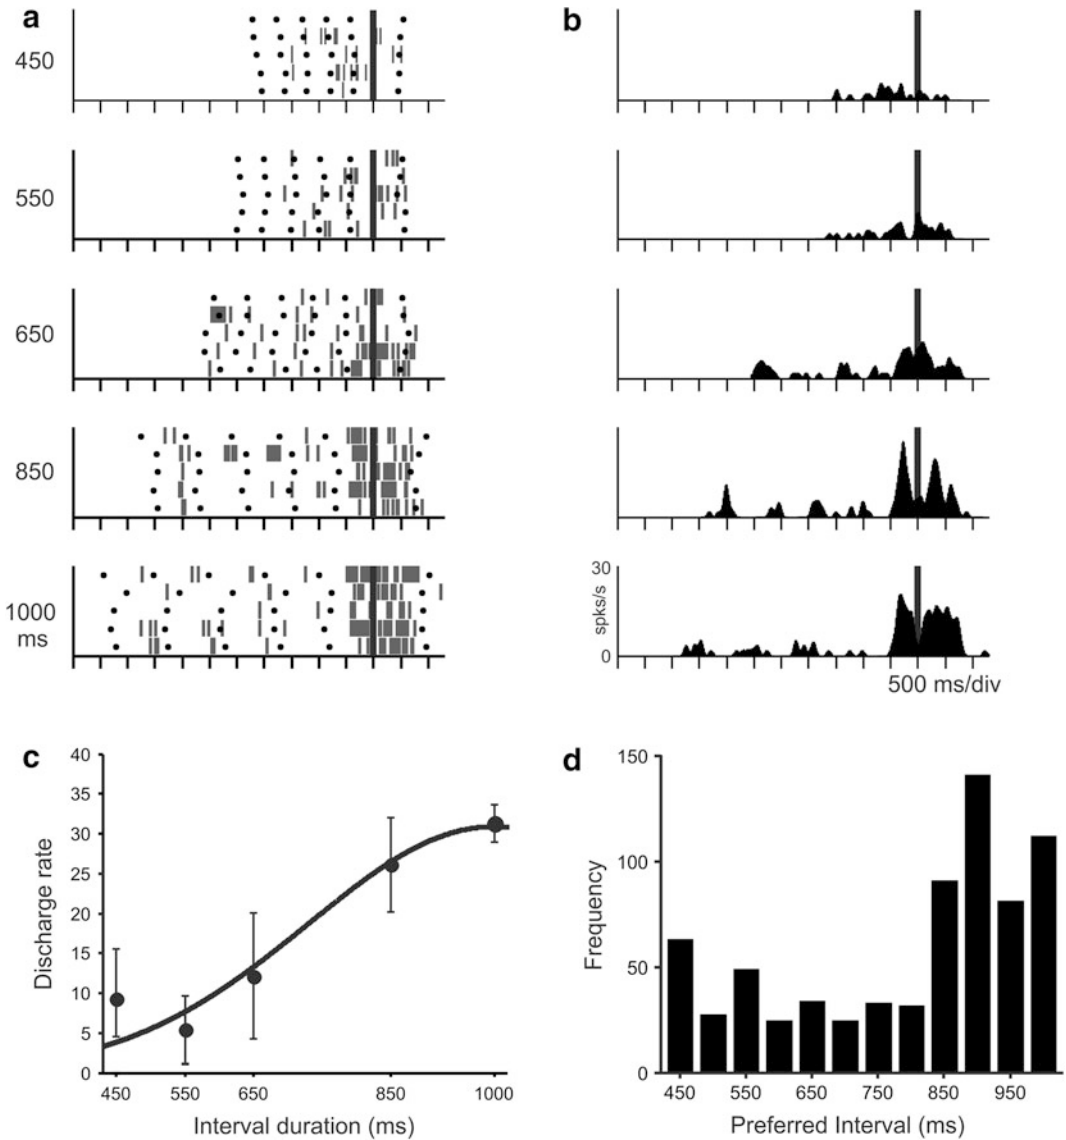 a
b
450
550
650
850
1000
ms
30
spks/s
0
500 ms/div
c
40
35
30
25
20
15
10
5
0
Discharge rate
450
550
650
850
1000
Interval duration (ms)
d
150
100
50
0
Frequency
450
550
650
750
850
950
Preferred Interval (ms)